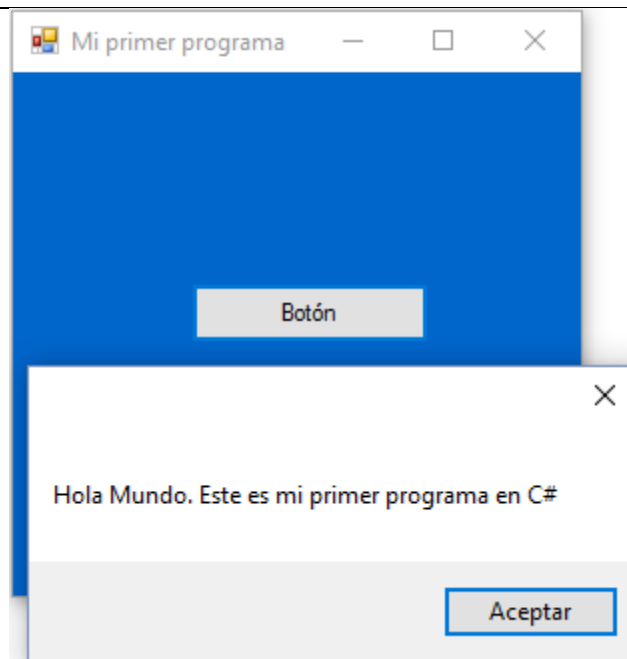 Mi primer programa
Botón
Hola Mundo. Este es mi primer programa en C#
Aceptar